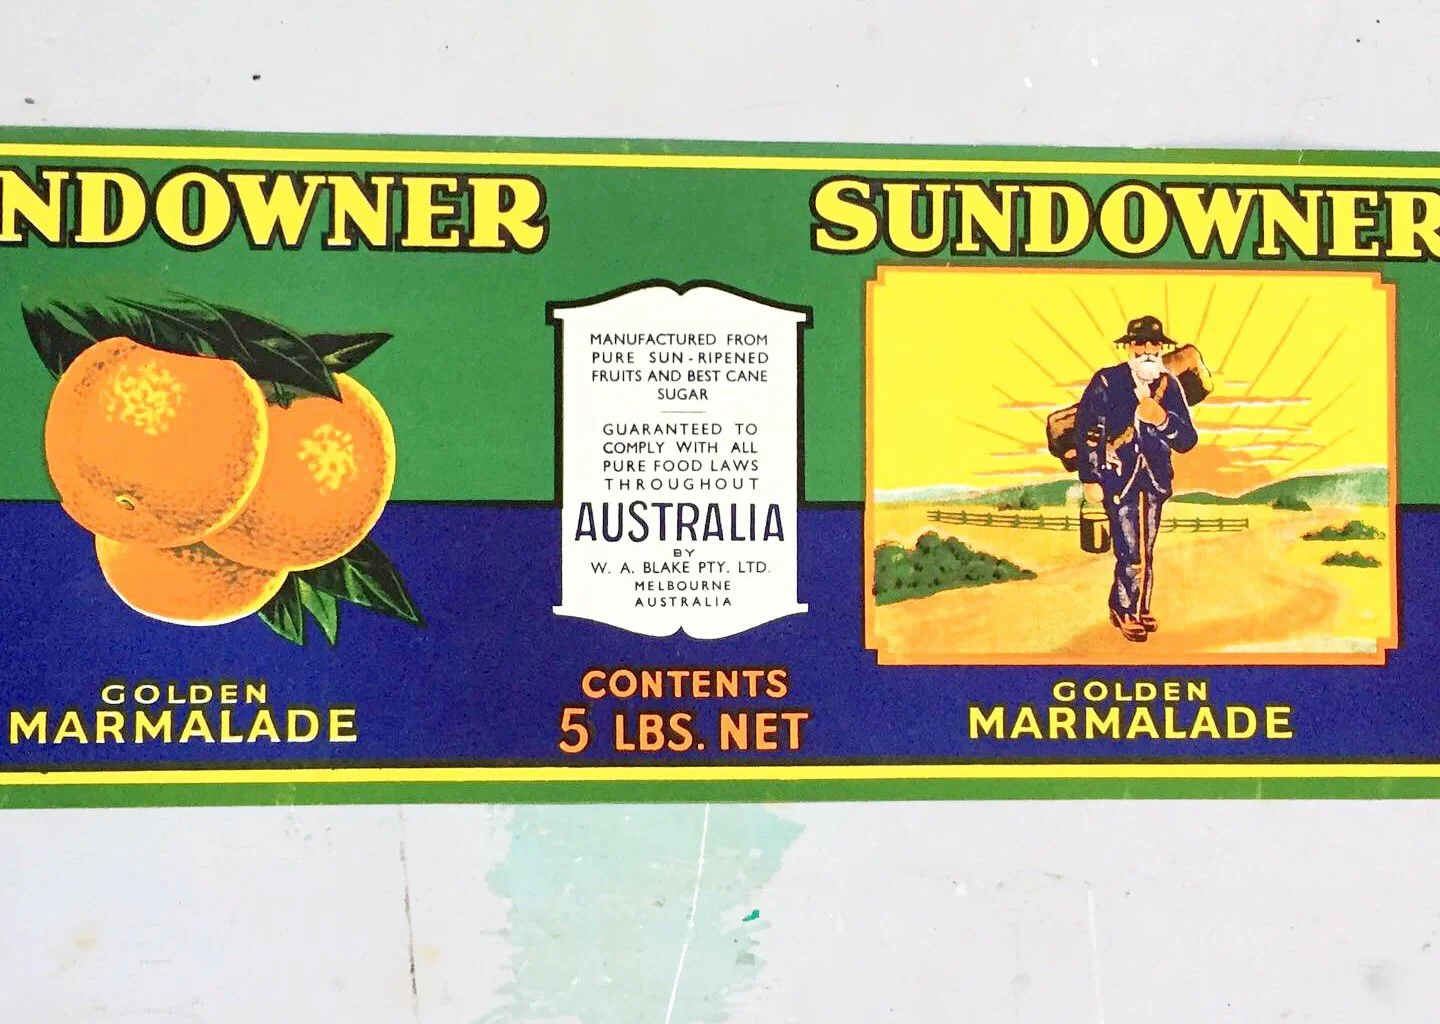 NDOWNER
GOLDEN
MARMALADE
MANUFACTURED FROM
PURE SUN-RIPENED
FRUITS AND BEST CANE
SUGAR
GUARANTEED TO
COMPLY WITH ALL
PURE FOOD LAWS
THROUGHOUT
AUSTRALIA
BY
W. A. BLAKE PTY. LTD.
MELBOURNE
AUSTRALIA
CONTENTS
5 LBS. NET
SUNDOWNER
GOLDEN
MARMALADE